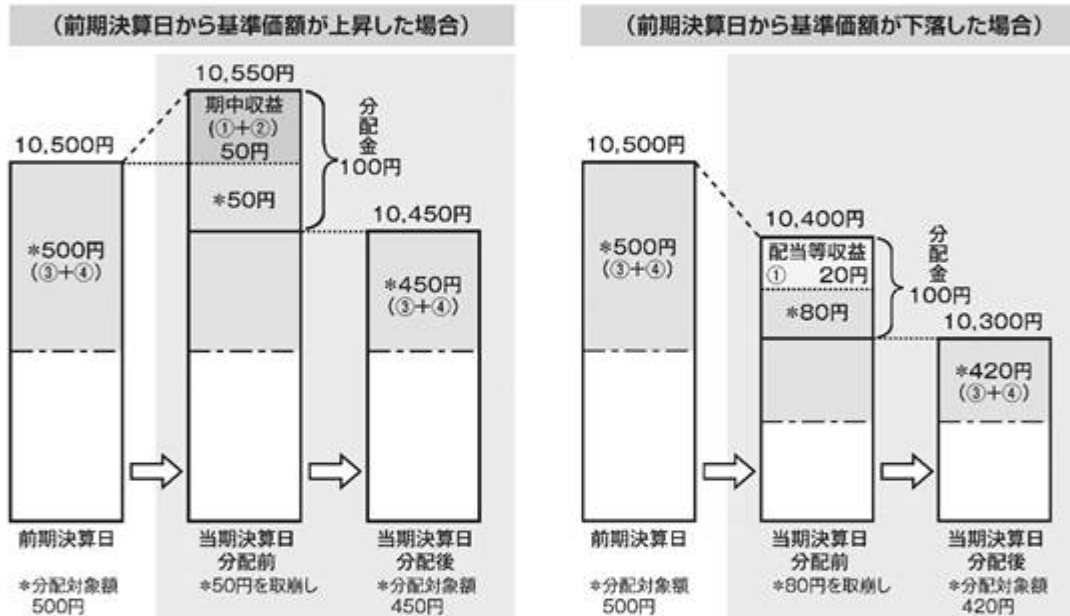 (前期決算日から基準価額が上昇した場合)
10,550円
期中収益
(①+②)
50円
*50円
分配金
100円
10,500円
*500円
(③+④)
10,450円
*450円
(③+④)
前期決算日
当期決算日
分配前
当期決算日
分配後
*分配対象額
500円
*50円を取崩し
*分配対象額
450円
(前期決算日から基準価額が下落した場合)
10,500円
*500円
(③+④)
10,400円
配当等収益
① 20円
*80円
分配金
100円
10,300円
*420円
(③+④)
前期決算日
当期決算日
分配前
当期決算日
分配後
*分配対象額
500円
*80円を取崩し
*分配対象額
420円